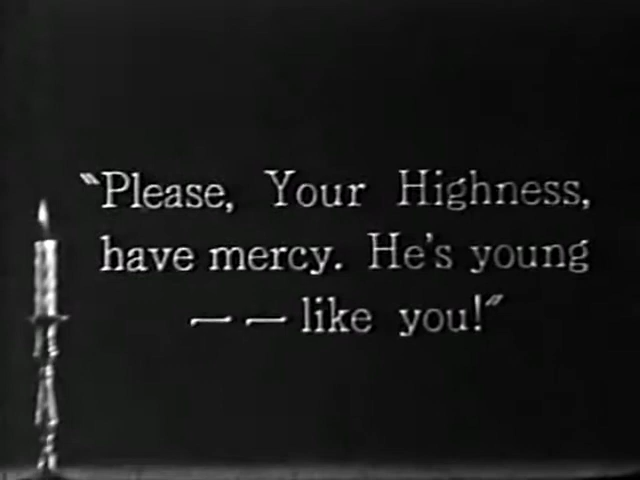 "Please, Your Highness,
have mercy. He's young
— — like you!"